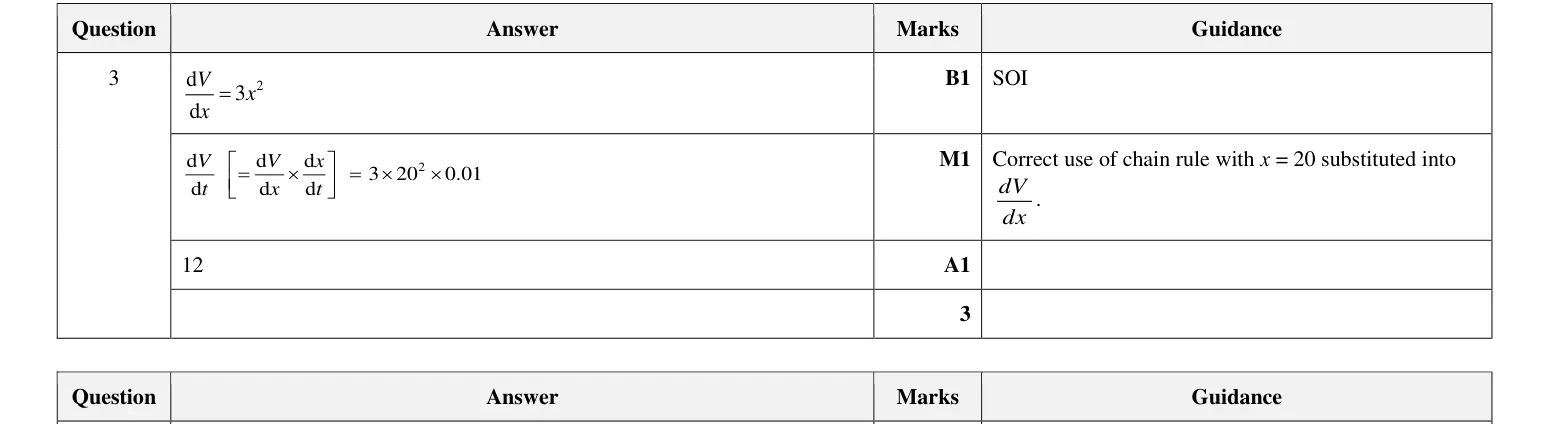 Question Answer Marks Guidance
3 dV/dx = 3x² B1 SOI
dV/dt [= dV/dx × dx/dt] = 3 × 20² × 0.01 M1 Correct use of chain rule with x = 20 substituted into
dV/dx.
12 A1
3
Question Answer Marks Guidance